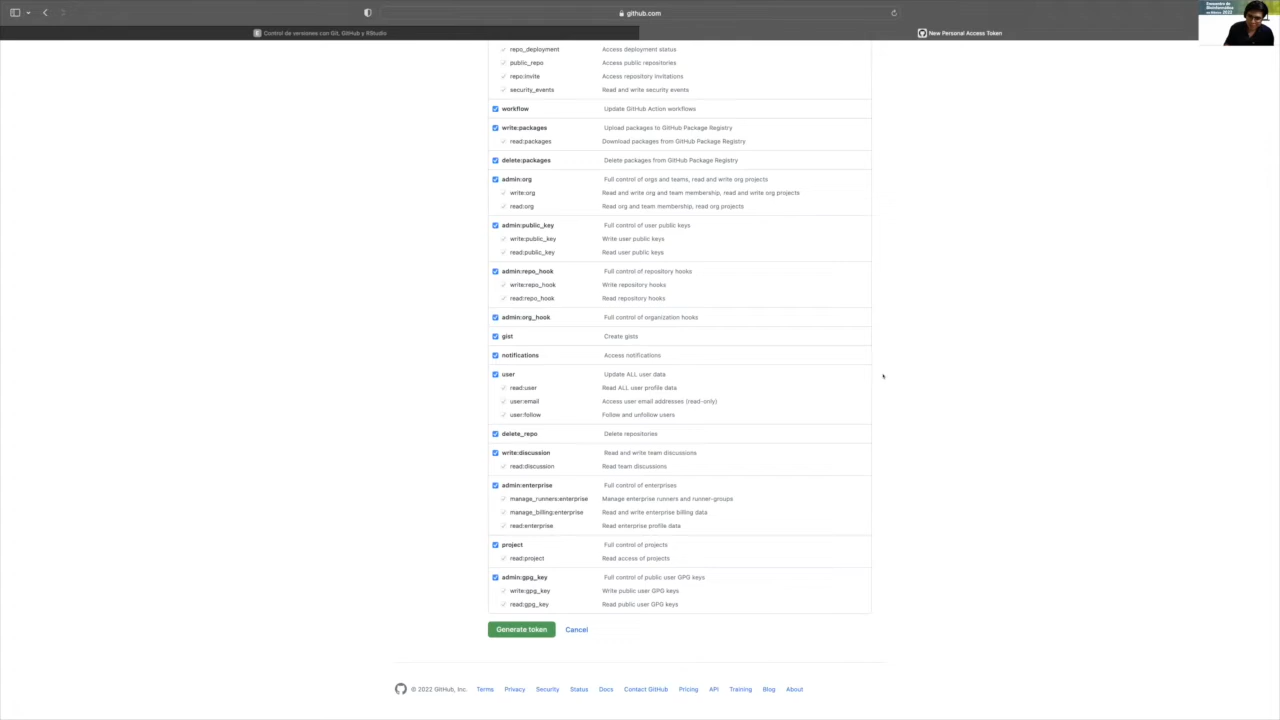 github.com
Encuentro de
Bioinformática
en México 2022
Control de versiones con Git, GitHub y RStudio
New Personal Access Token
repo_deployment Access deployment status
public_repo Access public repositories
repo:invite Access repository invitations
security_events Read and write security events
workflow Update GitHub Action workflows
write:packages Upload packages to GitHub Package Registry
read:packages Download packages from GitHub Package Registry
delete:packages Delete packages from GitHub Package Registry
admin:org Full control of orgs and teams, read and write org projects
write:org Read and write org and team membership, read and write org projects
read:org Read org and team membership, read org projects
admin:public_key Full control of user public keys
write:public_key Write user public keys
read:public_key Read user public keys
admin:repo_hook Full control of repository hooks
write:repo_hook Write repository hooks
read:repo_hook Read repository hooks
admin:org_hook Full control of organization hooks
gist Create gists
notifications Access notifications
user Update ALL user data
read:user Read ALL user profile data
user:email Access user email addresses (read-only)
user:follow Follow and unfollow users
delete_repo Delete repositories
write:discussion Read and write team discussions
read:discussion Read team discussions
admin:enterprise Full control of enterprises
manage_runners:enterprise Manage enterprise runners and runner-groups
manage_billing:enterprise Read and write enterprise billing data
read:enterprise Read enterprise profile data
project Full control of projects
read:project Read access of projects
admin:gpg_key Full control of public user GPG keys
write:gpg_key Write public user GPG keys
read:gpg_key Read public user GPG keys
Generate token Cancel
© 2022 GitHub, Inc. Terms Privacy Security Status Docs Contact GitHub Pricing API Training Blog About